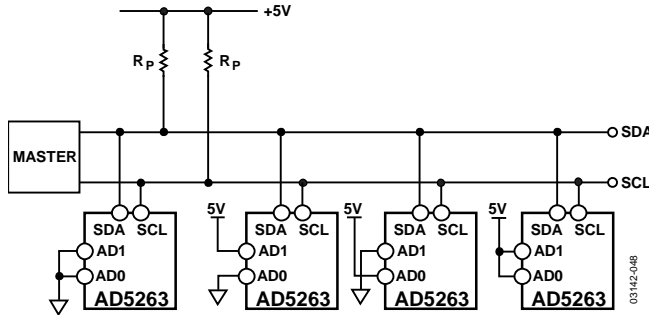 +5V
RP RP
MASTER
SDA
SCL
SDA SCL
AD1
AD0
AD5263
5V
SDA SCL
AD1
AD0
AD5263
5V
SDA SCL
AD1
AD0
AD5263
5V
SDA SCL
AD1
AD0
AD5263
03142-048